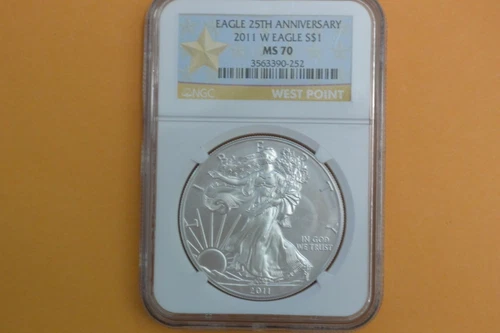 EAGLE 25TH ANNIVERSARY
2011 W EAGLE S$1
MS 70
3563390-252
NGC WEST POINT
LIBERTY
IN GOD
WE TRUST
2011